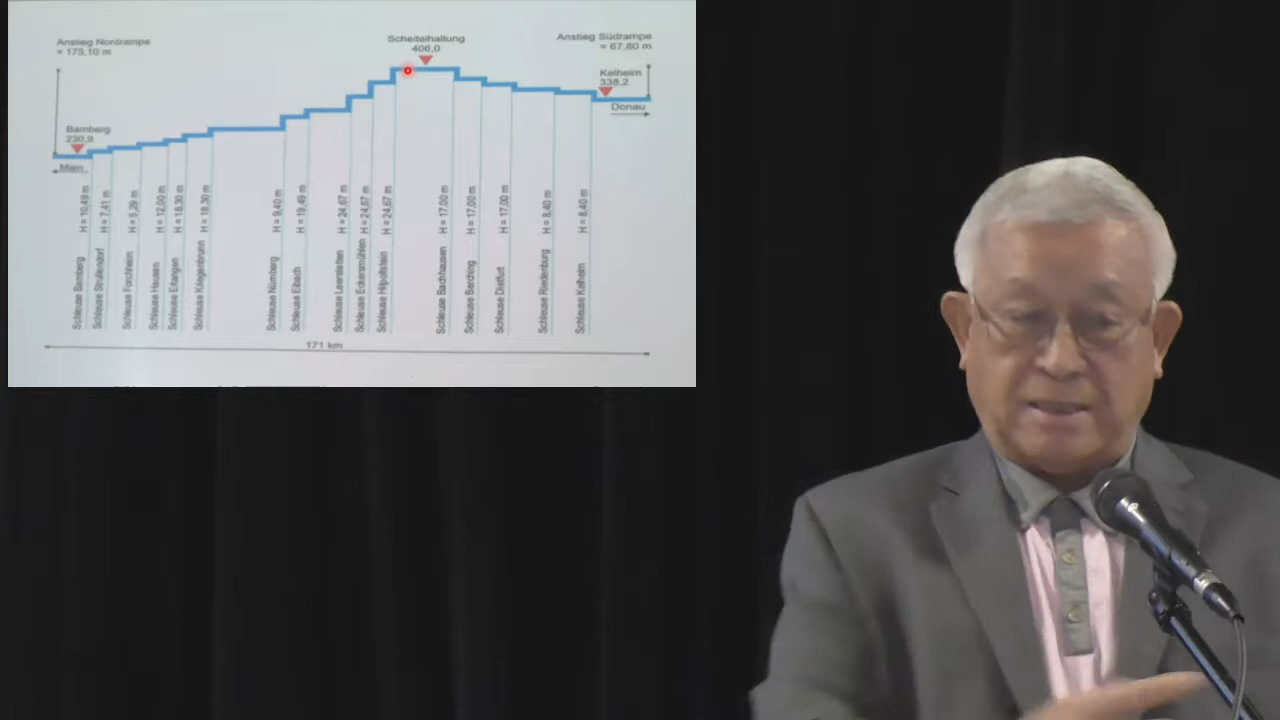 Anstieg Nordrampe
= 175,10 m
Scheitelhaltung
406,0
Anstieg Südrampe
= 67,80 m
Kelheim
338,2
Donau
Bamberg
230,9
Main
H = 10,49 m
H = 7,41 m
H = 5,29 m
H = 12,00 m
H = 18,30 m
H = 18,30 m
H = 9,40 m
H = 19,49 m
H = 24,67 m
H = 24,67 m
H = 24,67 m
H = 17,00 m
H = 17,00 m
H = 17,00 m
H = 8,40 m
H = 8,40 m
Schleuse Bamberg
Schleuse Strullendorf
Schleuse Forchheim
Schleuse Hausen
Schleuse Erlangen
Schleuse Kriegenbrunn
Schleuse Nürnberg
Schleuse Eibach
Schleuse Leerstetten
Schleuse Eckersmühlen
Schleuse Hilpoltstein
Schleuse Bachhausen
Schleuse Berching
Schleuse Dietfurt
Schleuse Riedenburg
Schleuse Kelheim
171 km